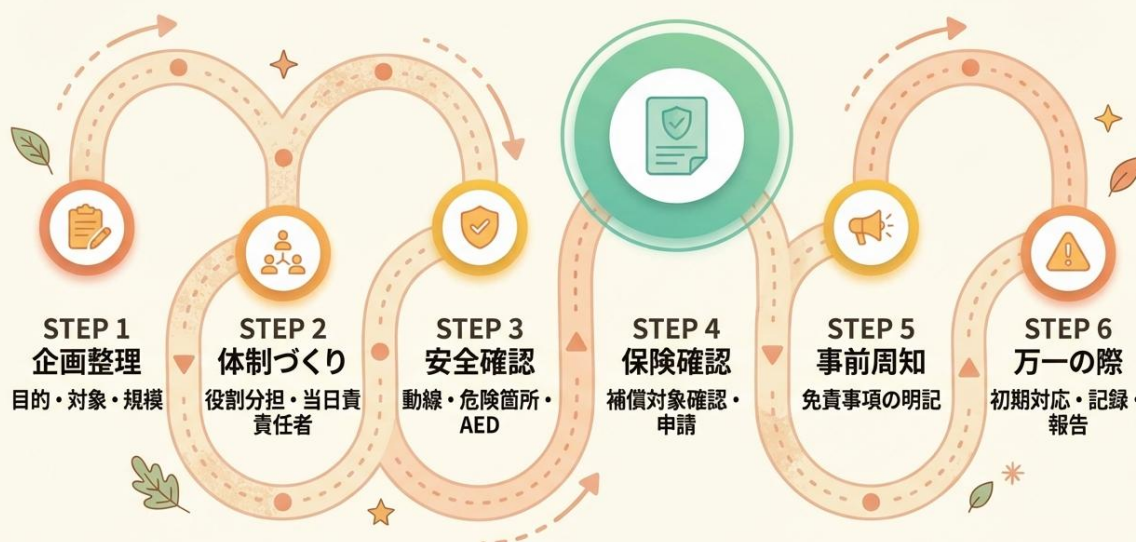 STEP 1
企画整理
目的・対象・規模
STEP 2
体制づくり
役割分担・当日責
責任者
STEP 3
安全確認
動線・危険箇所・
AED
STEP 4
保険確認
補償対象確認・
申請
STEP 5
事前周知
免責事項の明記
STEP 6
万一の際
初期対応・記録・
報告